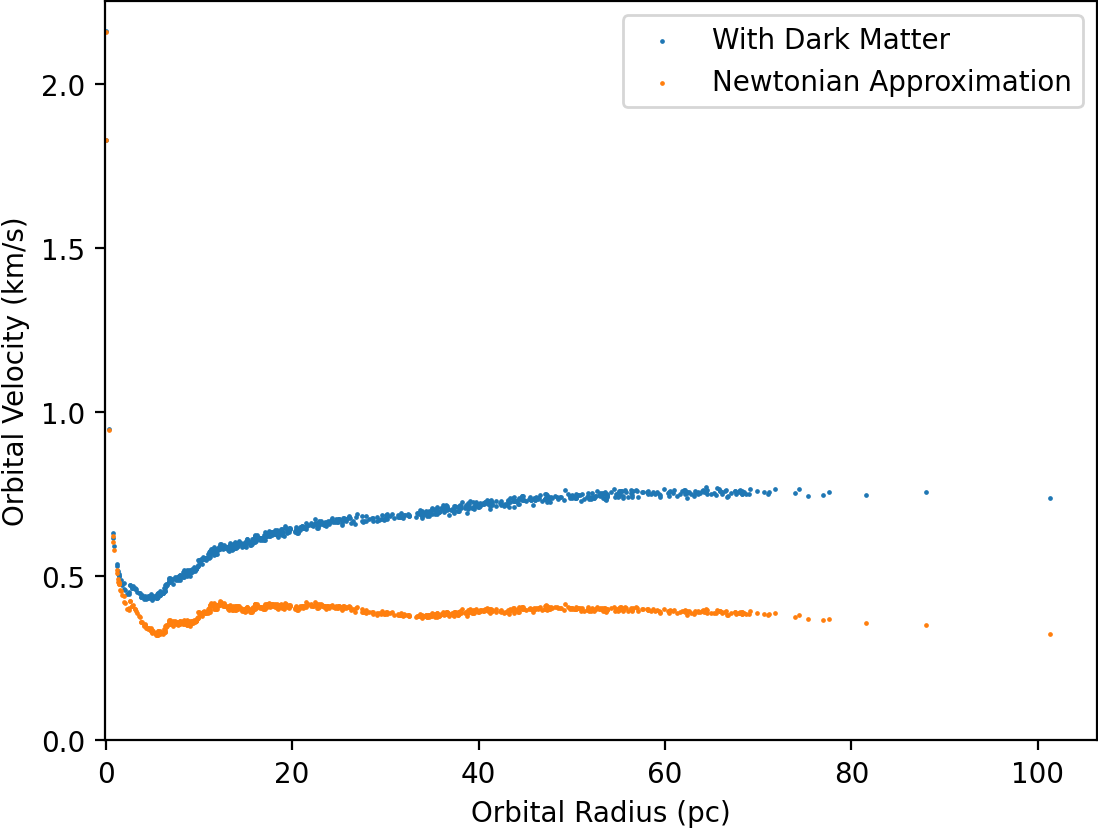 With Dark Matter
Newtonian Approximation
2.0
1.5
1.0
0.5
0.0
Orbital Velocity (km/s)
0 20 40 60 80 100
Orbital Radius (pc)